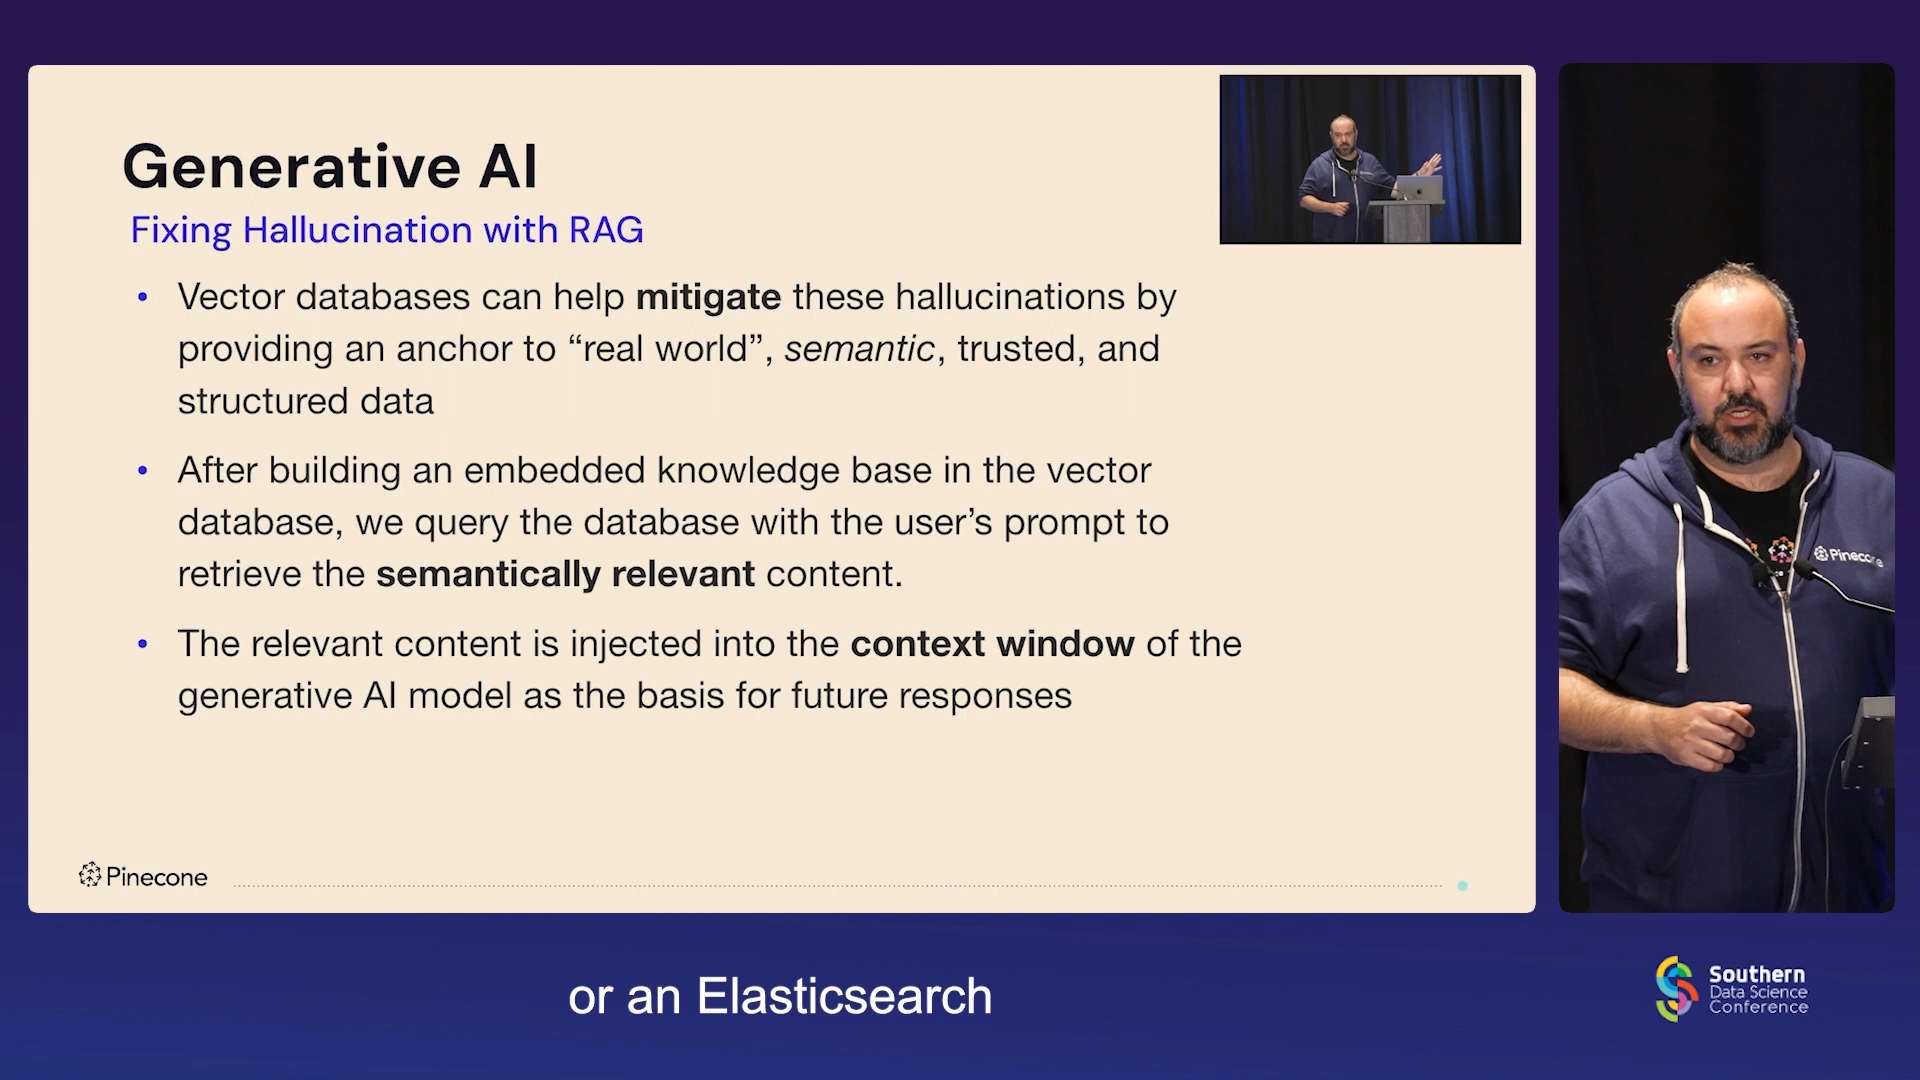 Generative AI
Fixing Hallucination with RAG
• Vector databases can help mitigate these hallucinations by
providing an anchor to “real world”, semantic, trusted, and
structured data
• After building an embedded knowledge base in the vector
database, we query the database with the user’s prompt to
retrieve the semantically relevant content.
• The relevant content is injected into the context window of the
generative AI model as the basis for future responses
Pinecone
Pinecone
or an Elasticsearch
Southern
Data Science
Conference